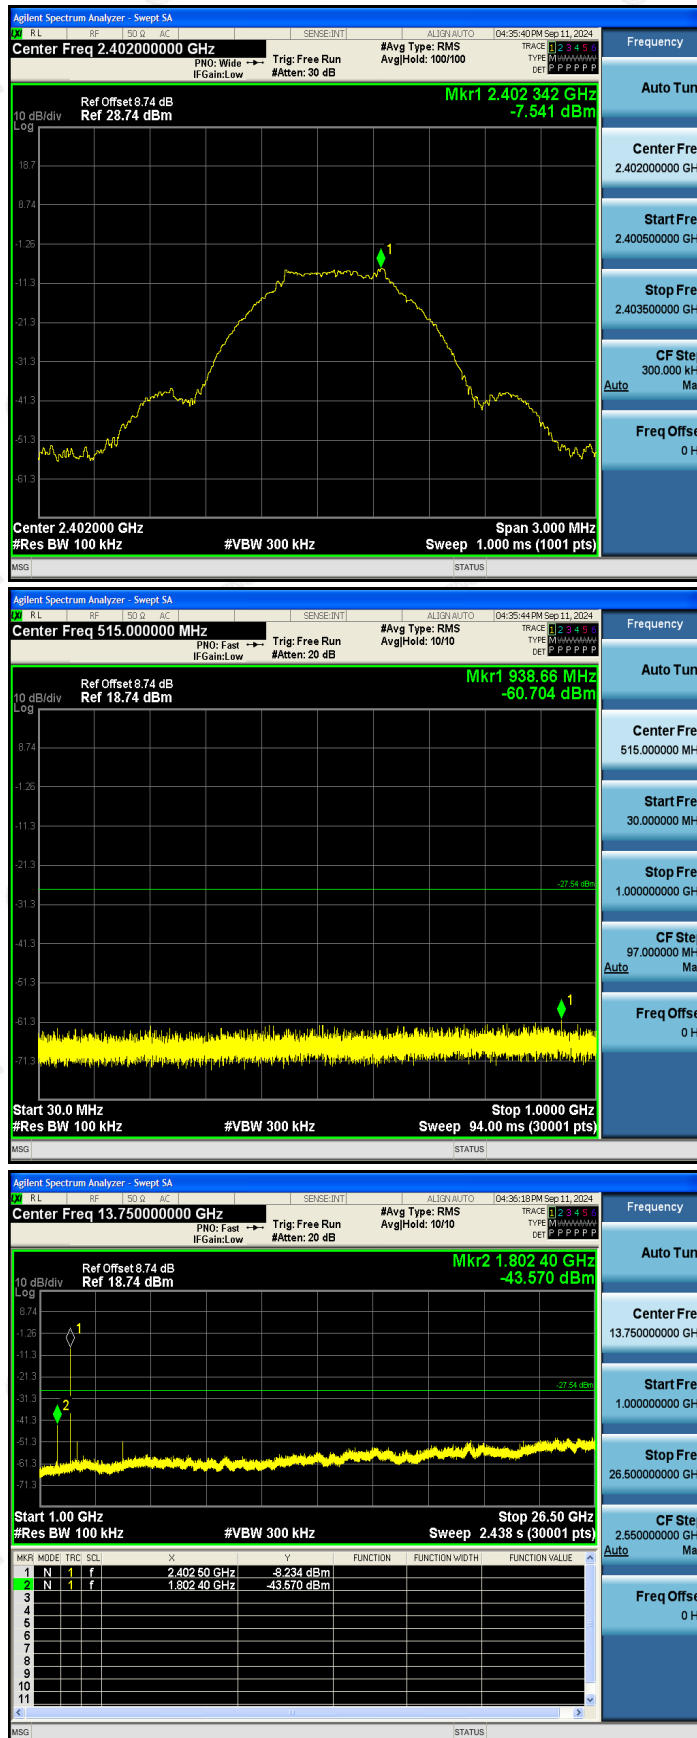 Agilent Spectrum Analyzer - Swept SA
LXI RL RF 50 Ω AC SENSE:INT ALIGN AUTO 04:35:40 PM Sep 11, 2024
Center Freq 2.402000000 GHz #Avg Type: RMS TRACE 1 2 3 4 5 6 Frequency
PNO: Wide Trig: Free Run Avg|Hold: 100/100 TYPE M
IFGain:Low #Atten: 30 dB DET P P P P P P
Auto Tun
Mkr1 2.402 342 GHz
Ref Offset 8.74 dB
10 dB/div Ref 28.74 dBm -7.541 dBm
Log
Center Fre
2.402000000 GH
18.7
8.74
Start Fre
2.400500000 GH
-1.26
1
-11.3
Stop Fre
2.403500000 GH
-21.3
-31.3
CF Ste
300.000 kH
Auto Ma
-41.3
-51.3
Freq Offse
0 H
-61.3
Center 2.402000 GHz Span 3.000 MHz
#Res BW 100 kHz #VBW 300 kHz Sweep 1.000 ms (1001 pts)
MSG STATUS
Agilent Spectrum Analyzer - Swept SA
LXI RL RF 50 Ω AC SENSE:INT ALIGN AUTO 04:35:44 PM Sep 11, 2024
Center Freq 515.000000 MHz #Avg Type: RMS TRACE 1 2 3 4 5 6 Frequency
PNO: Fast Trig: Free Run Avg|Hold: 10/10 TYPE M
IFGain:Low #Atten: 20 dB DET P P P P P P
Auto Tun
Mkr1 938.66 MHz
Ref Offset 8.74 dB
10 dB/div Ref 18.74 dBm -60.704 dBm
Log
Center Fre
515.000000 MH
8.74
-1.26
Start Fre
30.000000 MH
-11.3
-21.3
Stop Fre
1.000000000 GH
-27.54 dBm
-31.3
-41.3
CF Ste
97.000000 MH
Auto Ma
-51.3
1
-61.3
Freq Offse
0 H
-71.3
Start 30.0 MHz Stop 1.0000 GHz
#Res BW 100 kHz #VBW 300 kHz Sweep 94.00 ms (30001 pts)
MSG STATUS
Agilent Spectrum Analyzer - Swept SA
LXI RL RF 50 Ω AC SENSE:INT ALIGN AUTO 04:36:18 PM Sep 11, 2024
Center Freq 13.750000000 GHz #Avg Type: RMS TRACE 1 2 3 4 5 6 Frequency
PNO: Fast Trig: Free Run Avg|Hold: 10/10 TYPE M
IFGain:Low #Atten: 20 dB DET P P P P P P
Auto Tun
Mkr2 1.802 40 GHz
Ref Offset 8.74 dB
10 dB/div Ref 18.74 dBm -43.570 dBm
Log
8.74
Center Fre
13.750000000 GH
-1.26
1
-11.3
-21.3
Start Fre
1.000000000 GH
-27.54 dBm
-31.3
2
-41.3
-51.3
Stop Fre
26.500000000 GH
-61.3
-71.3
Start 1.00 GHz Stop 26.50 GHz
#Res BW 100 kHz #VBW 300 kHz Sweep 2.438 s (30001 pts)
CF Ste
2.550000000 GH
Auto Ma
MKR MODE TRC SCL X Y FUNCTION FUNCTION WIDTH FUNCTION VALUE
1 N 1 f 2.402 50 GHz -8.234 dBm
2 N 1 f 1.802 40 GHz -43.570 dBm
3
4
5
6
7
8
9
10
11
Freq Offse
0 H
MSG STATUS